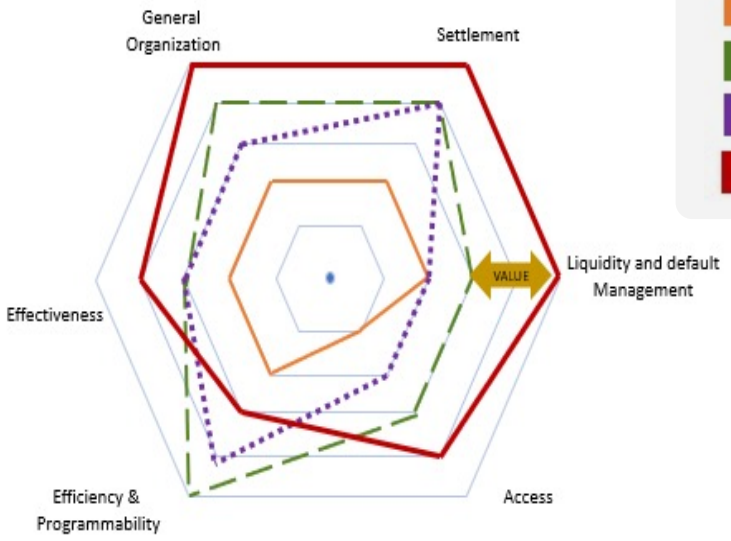 General
Organization
Settlement
VALUE
Liquidity and default
Management
Effectiveness
Efficiency &
Programmability
Access